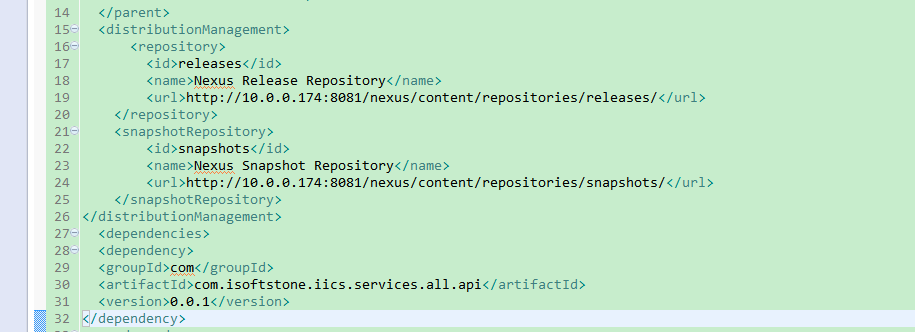 14 </parent>
15 <distributionManagement>
16 <repository>
17 <id>releases</id>
18 <name>Nexus Release Repository</name>
19 <url>http://10.0.0.174:8081/nexus/content/repositories/releases/</url>
20 </repository>
21 <snapshotRepository>
22 <id>snapshots</id>
23 <name>Nexus Snapshot Repository</name>
24 <url>http://10.0.0.174:8081/nexus/content/repositories/snapshots/</url>
25 </snapshotRepository>
26 </distributionManagement>
27 <dependencies>
28 <dependency>
29 <groupId>com</groupId>
30 <artifactId>com.isoftstone.iics.services.all.api</artifactId>
31 <version>0.0.1</version>
32 </dependency>